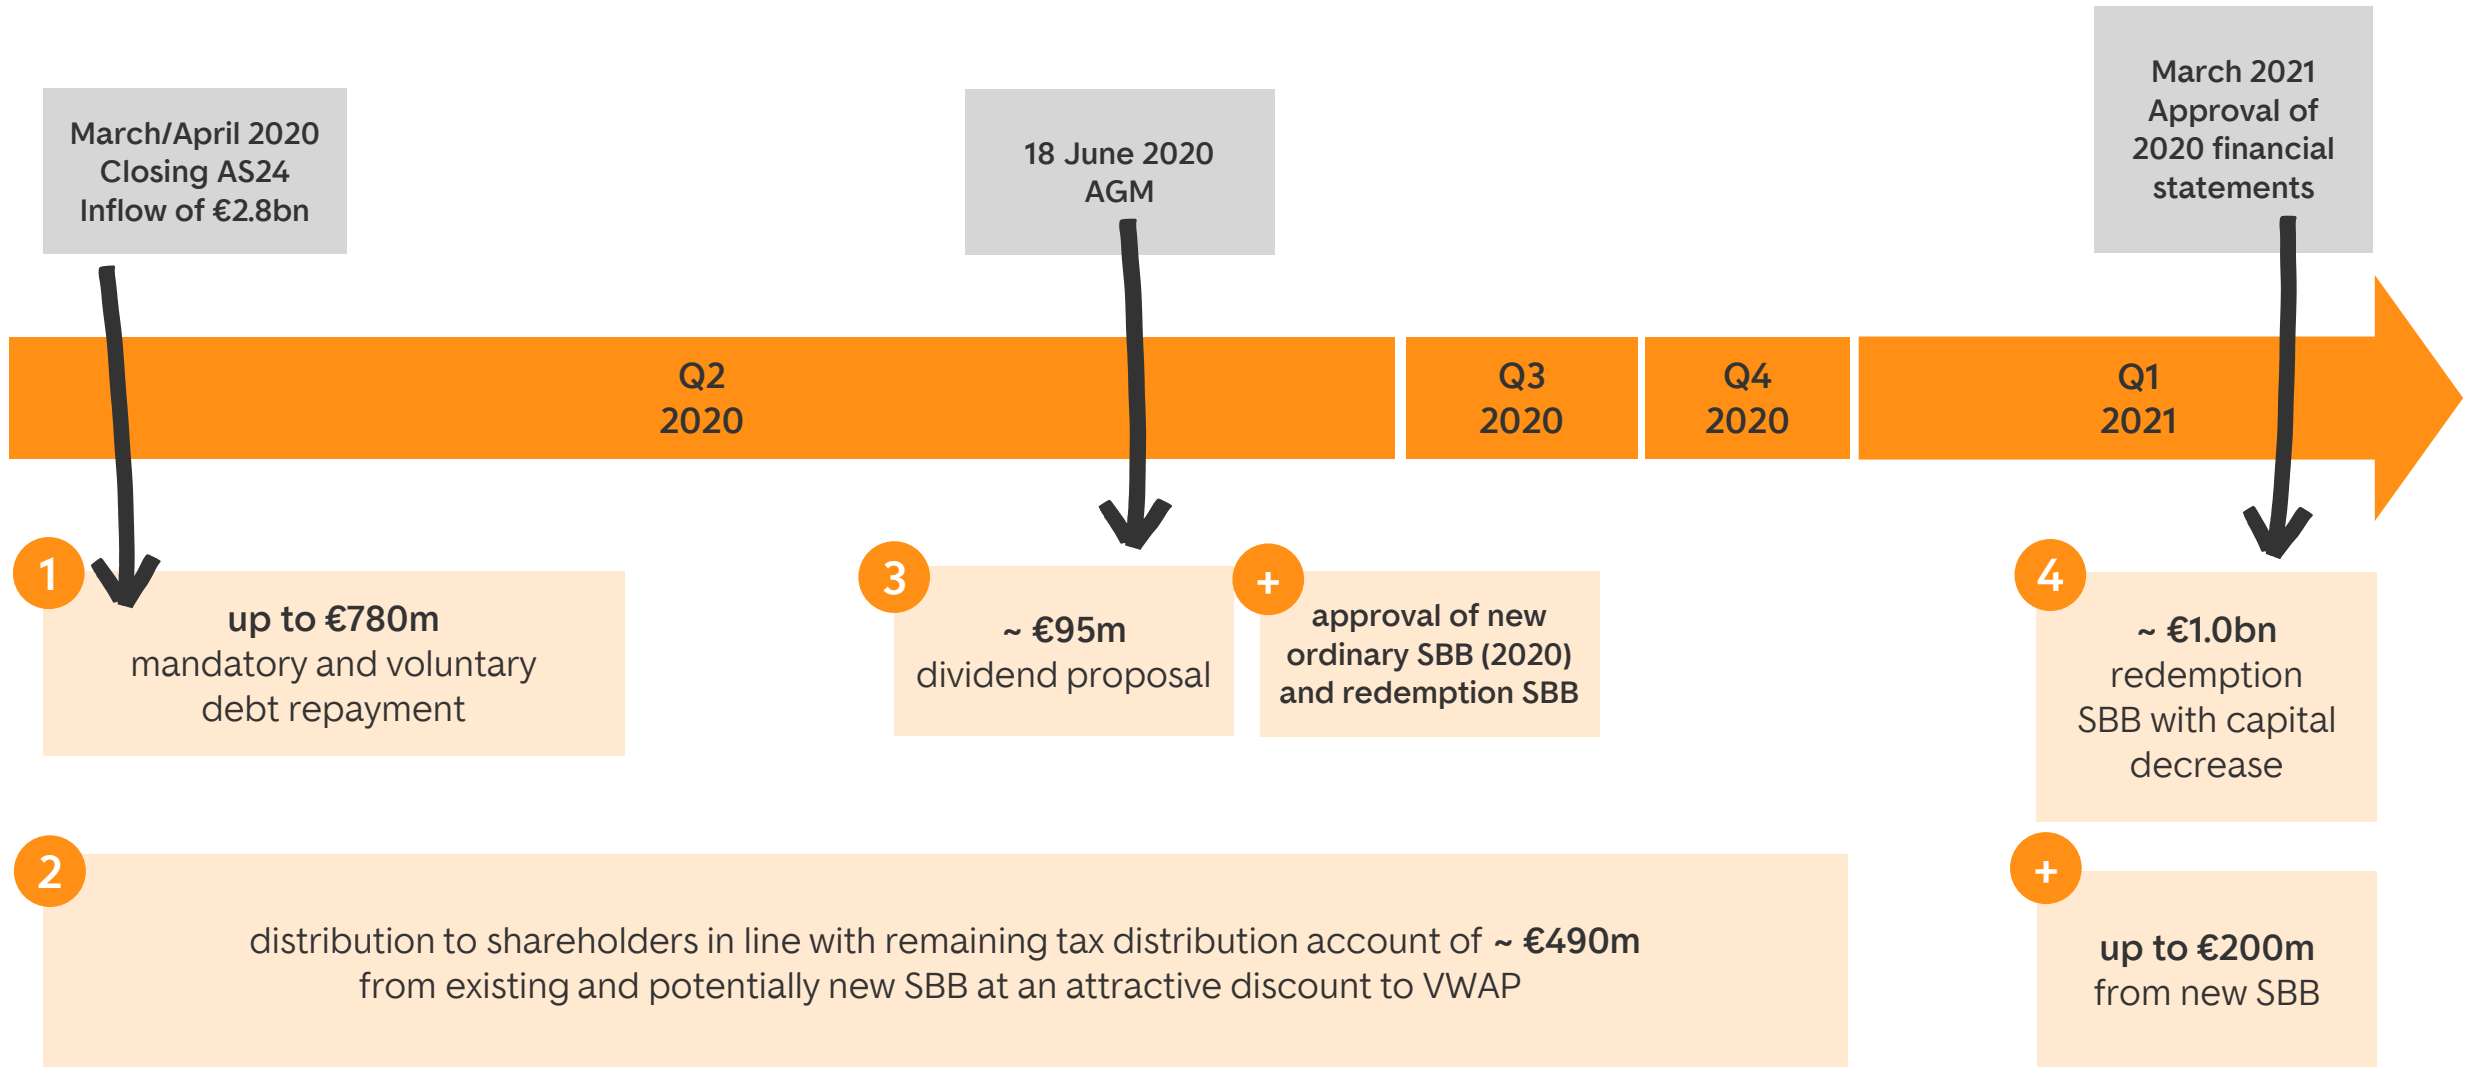 March/April 2020
Closing AS24
Inflow of €2.8bn
18 June 2020
AGM
March 2021
Approval of
2020 financial
statements
Q2
2020
Q3
2020
Q4
2020
Q1
2021
1
up to €780m
mandatory and voluntary
debt repayment
3
~ €95m
dividend proposal
+
approval of new
ordinary SBB (2020)
and redemption SBB
4
~ €1.0bn
redemption
SBB with capital
decrease
2
distribution to shareholders in line with remaining tax distribution account of ~ €490m
from existing and potentially new SBB at an attractive discount to VWAP
+
up to €200m
from new SBB